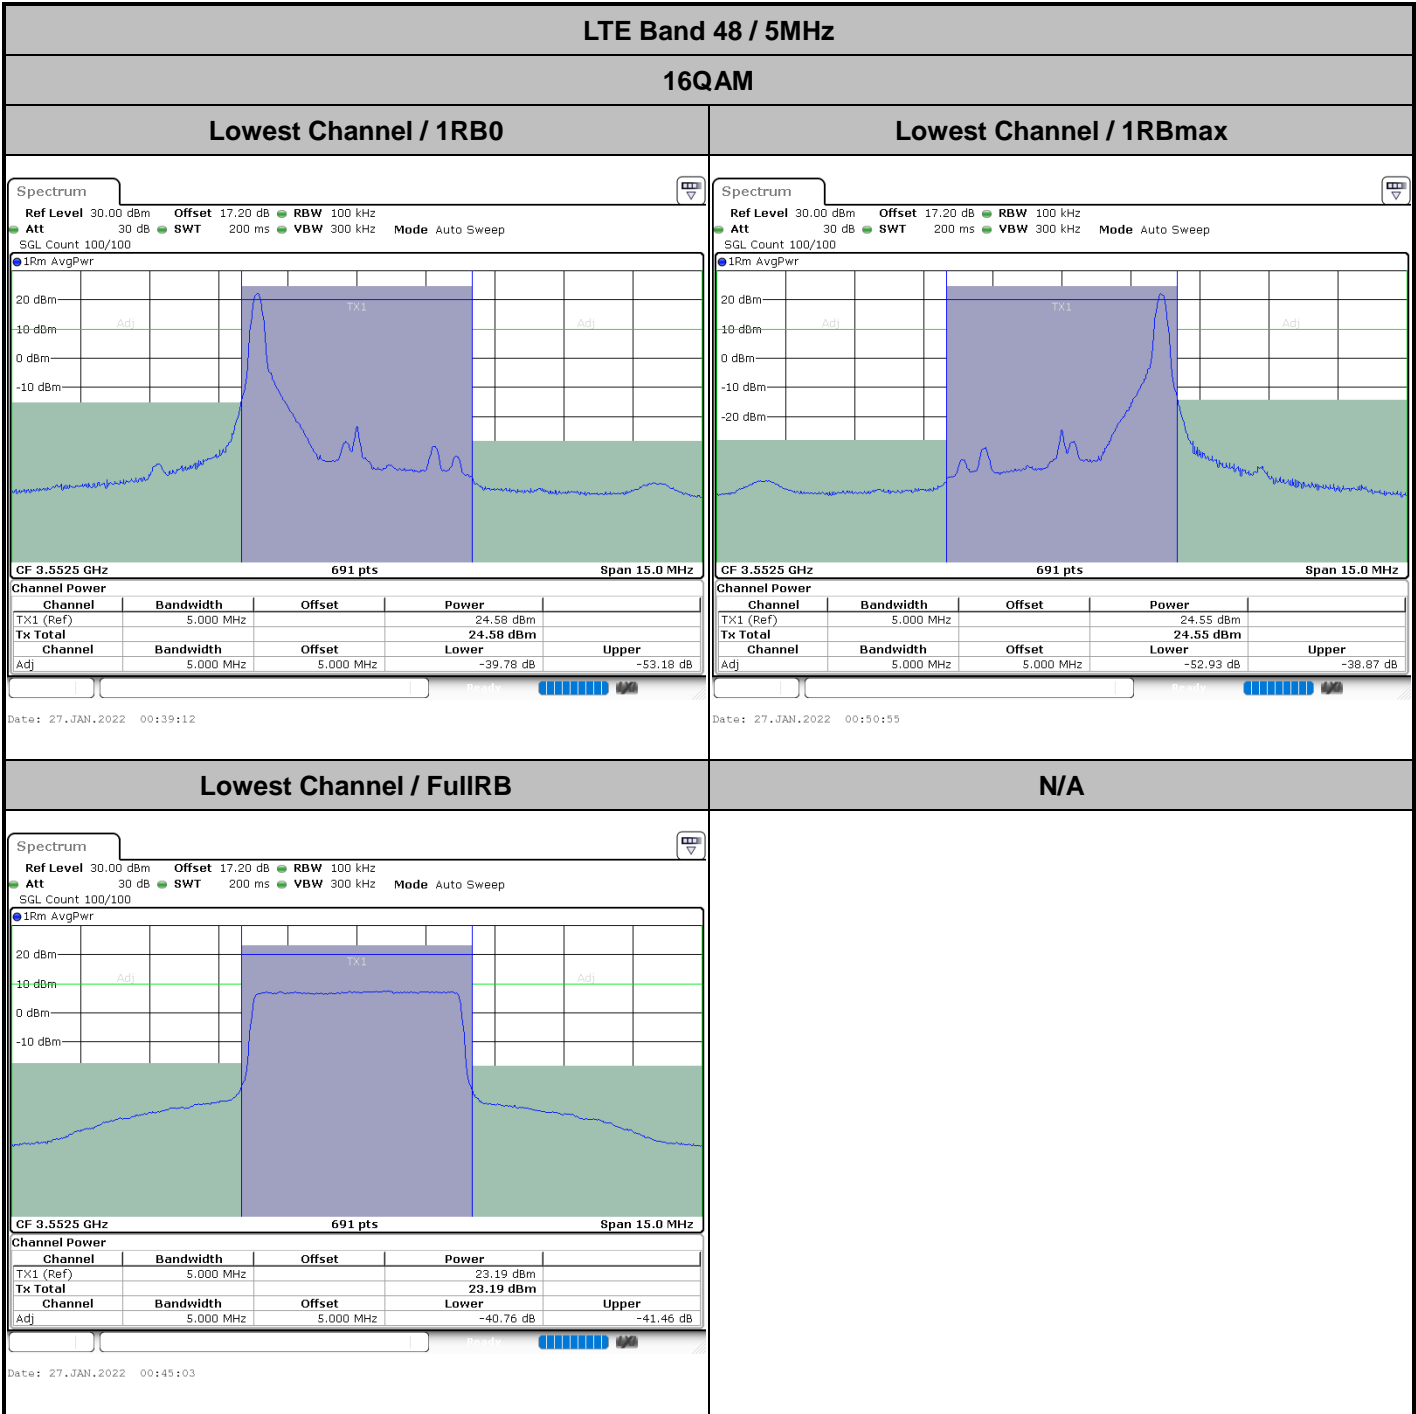 LTE Band 48 / 5MHz
16QAM
Lowest Channel / 1RB0
Lowest Channel / 1RBmax
Spectrum
Ref Level 30.00 dBm Offset 17.20 dB RBW 100 kHz
Att 30 dB SWT 200 ms VBW 300 kHz Mode Auto Sweep
SGL Count 100/100
1Rm AvgPwr
20 dBm
TX1
Adj
Adj
10 dBm
0 dBm
-10 dBm
CF 3.5525 GHz 691 pts Span 15.0 MHz
Channel Power
Channel Bandwidth Offset Power
TX1 (Ref) 5.000 MHz 24.58 dBm
Tx Total 24.58 dBm
Channel Bandwidth Offset Lower Upper
Adj 5.000 MHz 5.000 MHz -39.78 dB -53.18 dB
Ready
Date: 27.JAN.2022 00:39:12
Spectrum
Ref Level 30.00 dBm Offset 17.20 dB RBW 100 kHz
Att 30 dB SWT 200 ms VBW 300 kHz Mode Auto Sweep
SGL Count 100/100
1Rm AvgPwr
20 dBm
TX1
Adj
Adj
10 dBm
0 dBm
-10 dBm
-20 dBm
CF 3.5525 GHz 691 pts Span 15.0 MHz
Channel Power
Channel Bandwidth Offset Power
TX1 (Ref) 5.000 MHz 24.55 dBm
Tx Total 24.55 dBm
Channel Bandwidth Offset Lower Upper
Adj 5.000 MHz 5.000 MHz -52.93 dB -38.87 dB
Ready
Date: 27.JAN.2022 00:50:55
Lowest Channel / FullRB
N/A
Spectrum
Ref Level 30.00 dBm Offset 17.20 dB RBW 100 kHz
Att 30 dB SWT 200 ms VBW 300 kHz Mode Auto Sweep
SGL Count 100/100
1Rm AvgPwr
20 dBm
TX1
Adj
Adj
10 dBm
0 dBm
-10 dBm
CF 3.5525 GHz 691 pts Span 15.0 MHz
Channel Power
Channel Bandwidth Offset Power
TX1 (Ref) 5.000 MHz 23.19 dBm
Tx Total 23.19 dBm
Channel Bandwidth Offset Lower Upper
Adj 5.000 MHz 5.000 MHz -40.76 dB -41.46 dB
Ready
Date: 27.JAN.2022 00:45:03